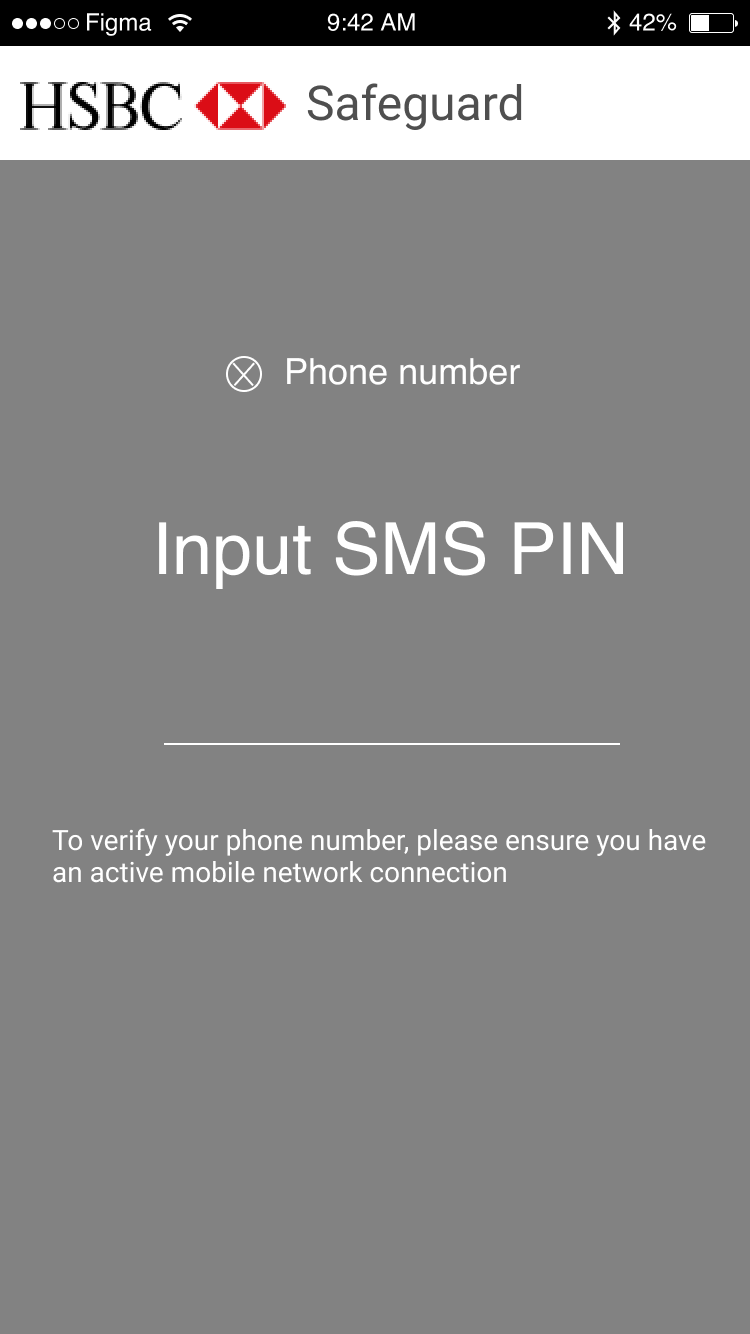 Figma 9:42 AM 42%
HSBC Safeguard
Phone number
Input SMS PIN
To verify your phone number, please ensure you have
an active mobile network connection